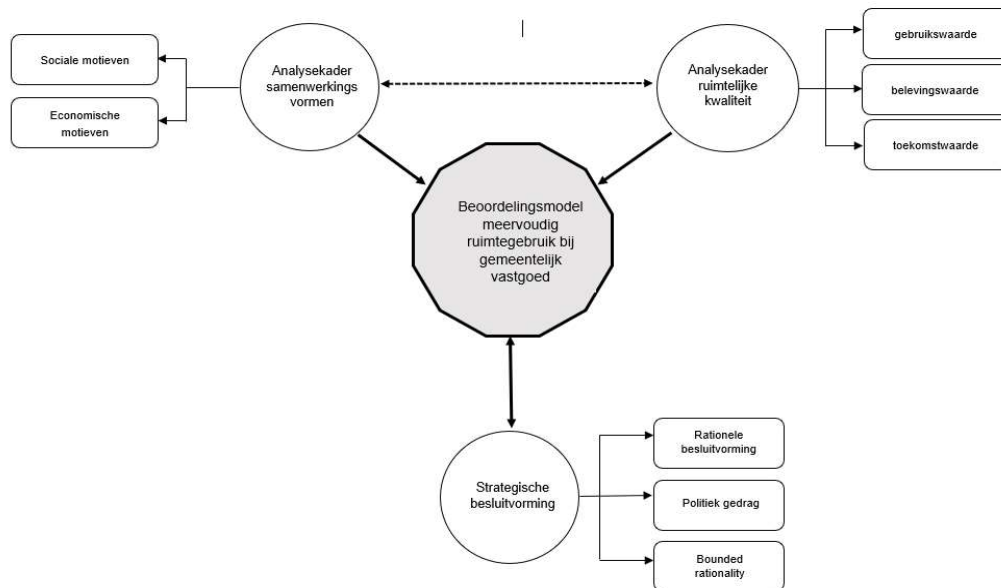 Sociale motieven
Economische
motieven
Analysekader
samenwerkings
vormen
Analysekader
ruimtelijke
kwaliteit
gebruikswaarde
belevingswaarde
toekomstwaarde
Beoordelingsmodel
meervoudig
ruimtegebruik bij
gemeentelijk
vastgoed
Strategische
besluitvorming
Rationele
besluitvorming
Politiek gedrag
Bounded
rationality